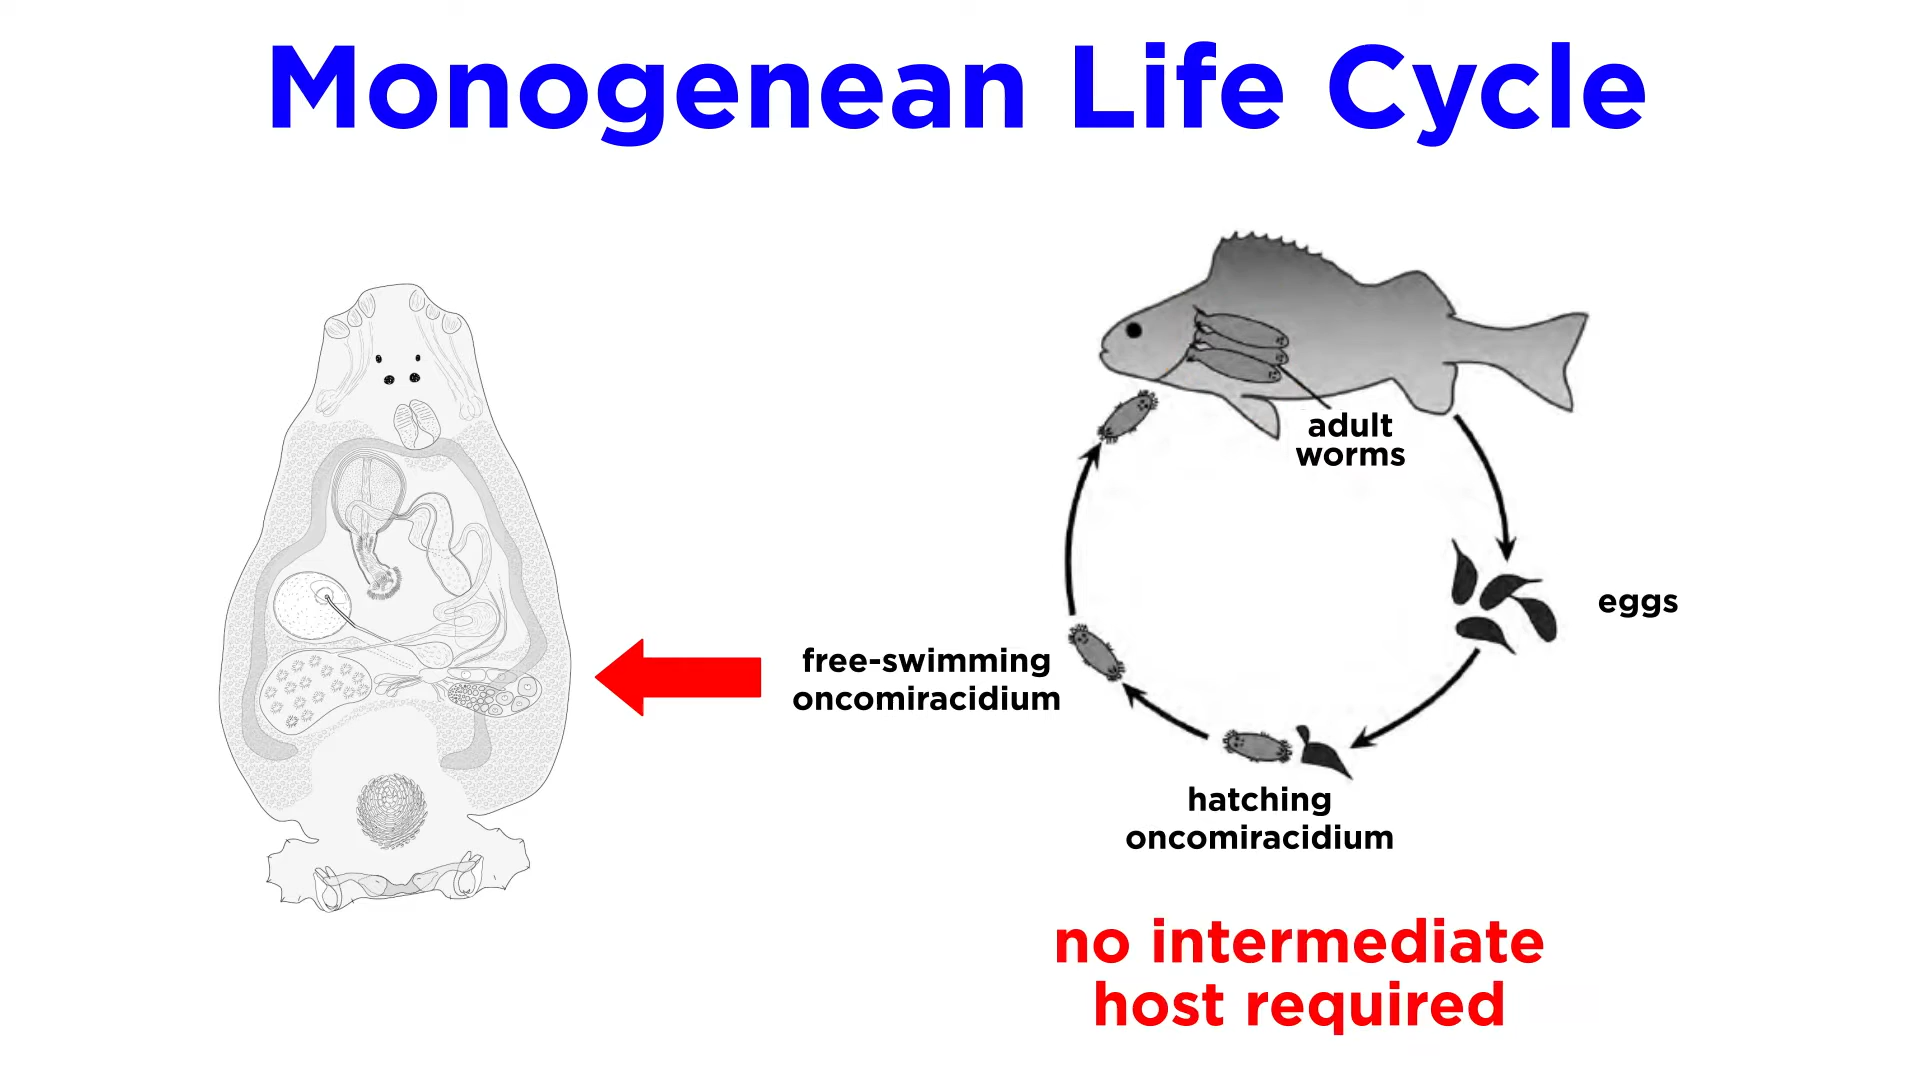 Monogenean Life Cycle
adult
worms
eggs
free-swimming
oncomiracidium
hatching
oncomiracidium
no intermediate
host required